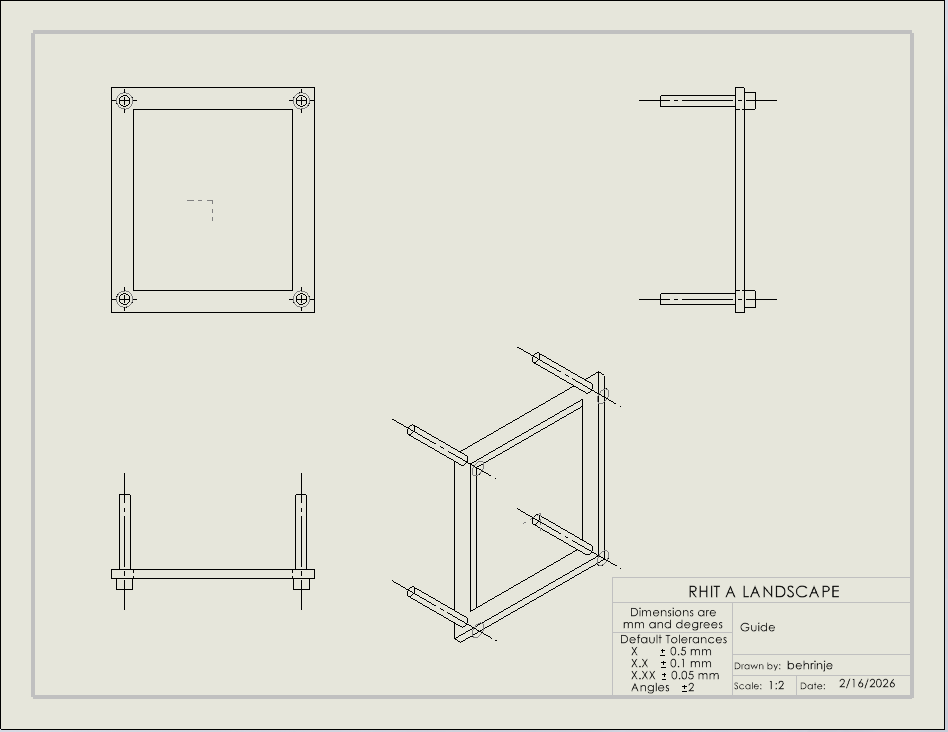 RHIT A LANDSCAPE
Dimensions are
mm and degrees
Default Tolerances
X ± 0.5 mm
X.X ± 0.1 mm
X.XX ± 0.05 mm
Angles ±2
Guide
Drawn by: behrinje
Scale: 1:2 Date: 2/16/2026